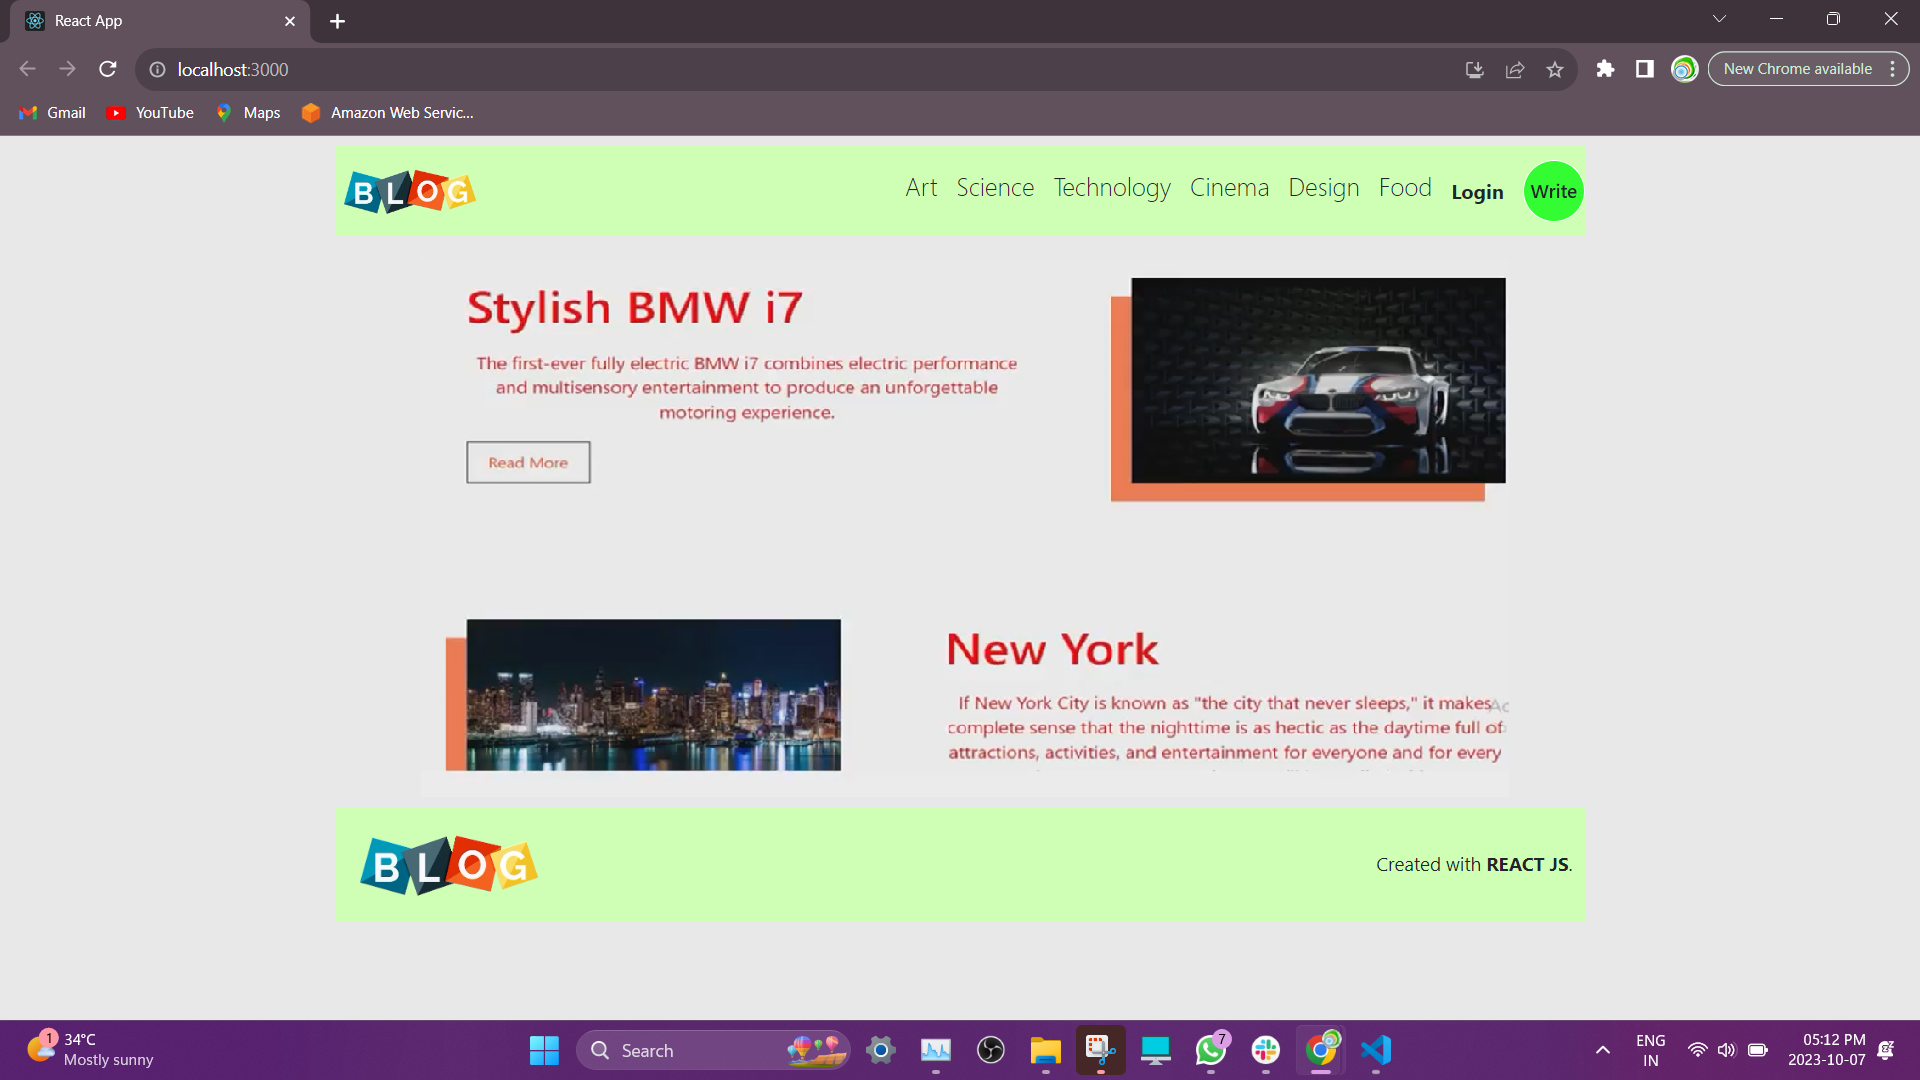 React App
localhost:3000
New Chrome available
Gmail
YouTube
Maps
Amazon Web Servic...
BLOG
Art Science Technology Cinema Design Food Login Write
Stylish BMW i7
The first-ever fully electric BMW i7 combines electric performance
and multisensory entertainment to produce an unforgettable
motoring experience.
Read More
New York
If New York City is known as "the city that never sleeps," it makes
complete sense that the nighttime is as hectic as the daytime full of
attractions, activities, and entertainment for everyone and for every
BLOG
Created with REACT JS.
1
34°C
Mostly sunny
Search
7
ENG
IN
05:12 PM
2023-10-07